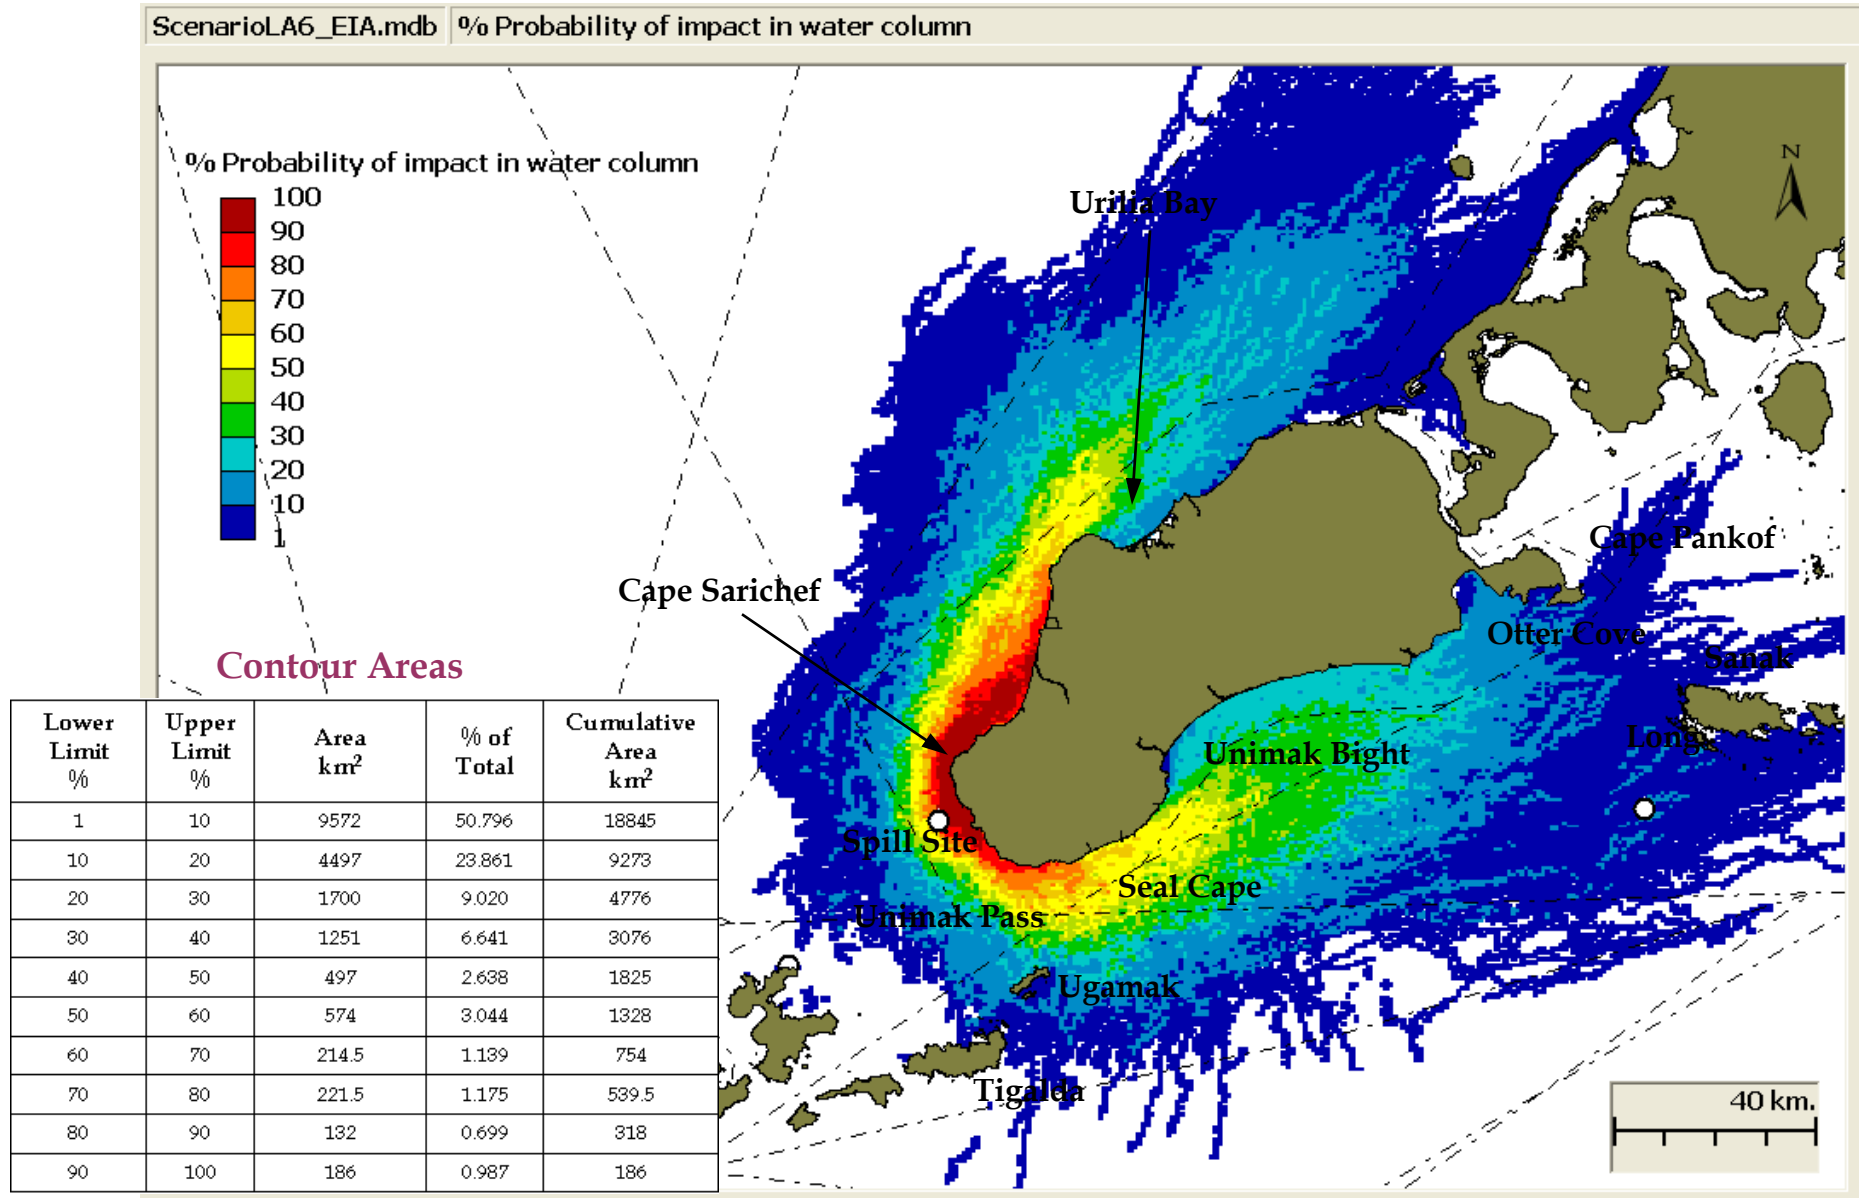 ScenarioLA6_EIA.mdb % Probability of impact in water column
% Probability of impact in water column
100
90
80
70
60
50
40
30
20
10
1
N
Urilia Bay
Cape Pankof
Cape Sarichef
Otter Cove
Sanak
Long
Unimak Bight
Spill Site
Seal Cape
Unimak Pass
Ugamak
Tigalda
40 km.
Contour Areas
Lower Limit % Upper Limit % Area km² % of Total Cumulative Area km²
1 10 9572 50.796 18845
10 20 4497 23.861 9273
20 30 1700 9.020 4776
30 40 1251 6.641 3076
40 50 497 2.638 1825
50 60 574 3.044 1328
60 70 214.5 1.139 754
70 80 221.5 1.175 539.5
80 90 132 0.699 318
90 100 186 0.987 186